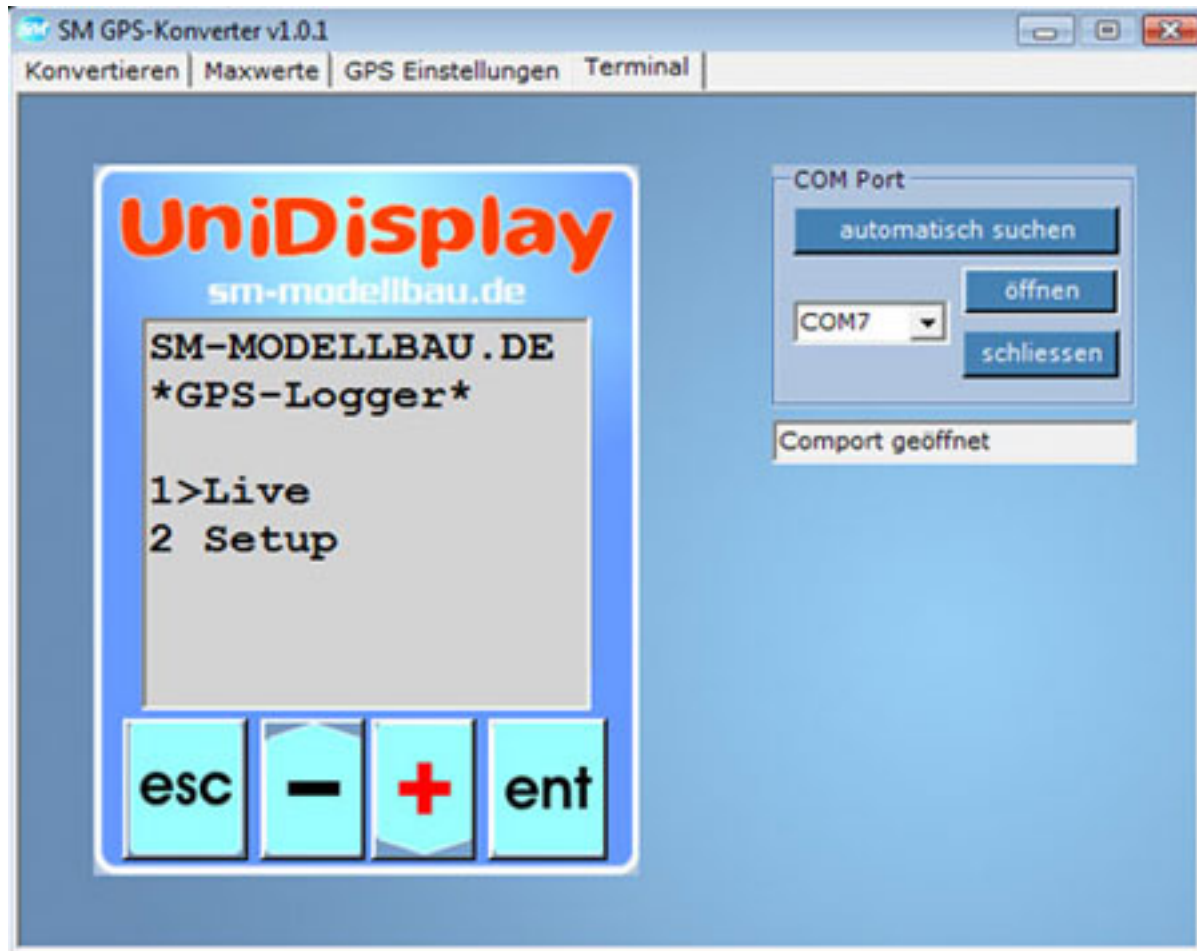 SM GPS-Konverter v1.0.1
Konvertieren Maxwerte GPS Einstellungen Terminal
UniDisplay
sm-modellbau.de
SM-MODELLBAU.DE
*GPS-Logger*
1>Live
2 Setup
esc - + ent
COM Port
automatisch suchen
öffnen
COM7
schliessen
Comport geöffnet